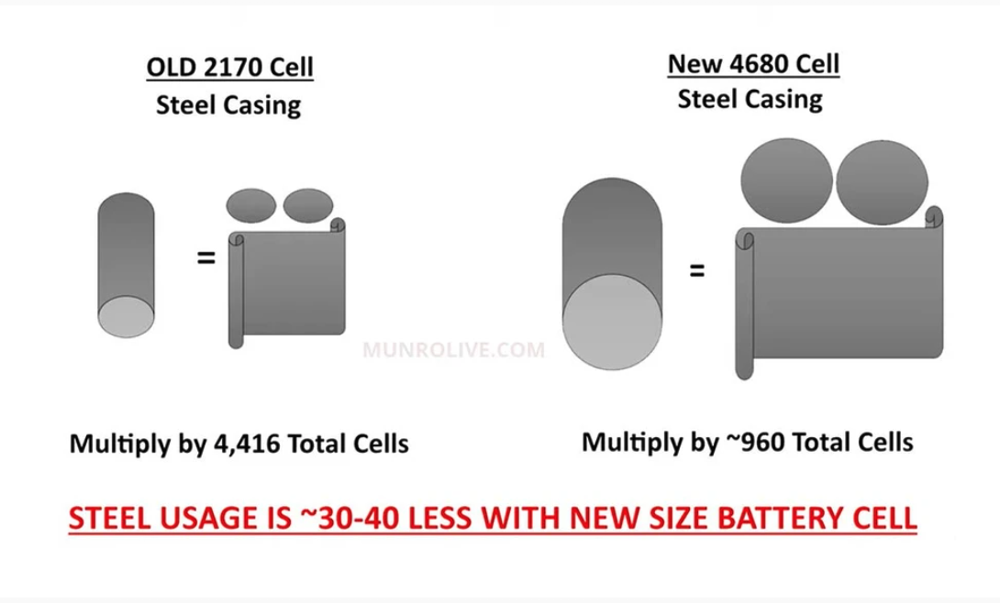 OLD 2170 Cell
Steel Casing
New 4680 Cell
Steel Casing
=
=
MUNROLIVE.COM
Multiply by 4,416 Total Cells
Multiply by ~960 Total Cells
STEEL USAGE IS ~30-40 LESS WITH NEW SIZE BATTERY CELL